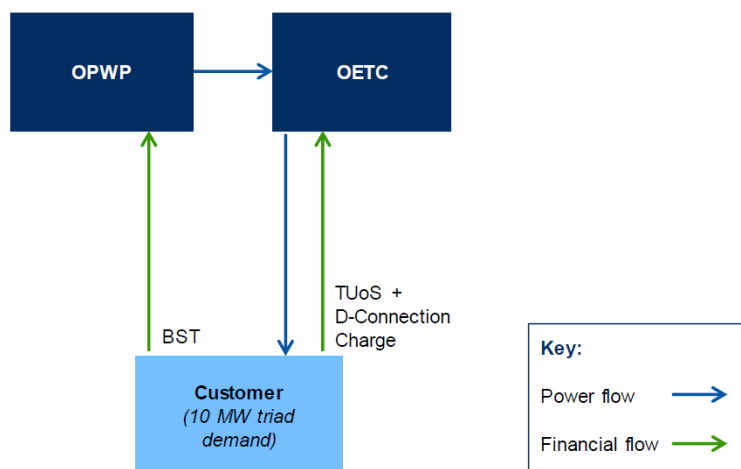 OPWP
OETC
TUoS +
D-Connection
Charge
BST
Customer
(10 MW triad
demand)
Key:
Power flow
Financial flow